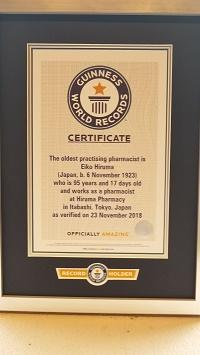 GUINNESS
WORLD RECORDS
CERTIFICATE
The oldest practising pharmacist is
Eiko Hiruma
(Japan, b. 6 November 1923)
who is 95 years and 17 days old
and works as a pharmacist
at Hiruma Pharmacy
in Itabashi, Tokyo, Japan
as verified on 23 November 2018
OFFICIALLY AMAZING
RECORD HOLDER